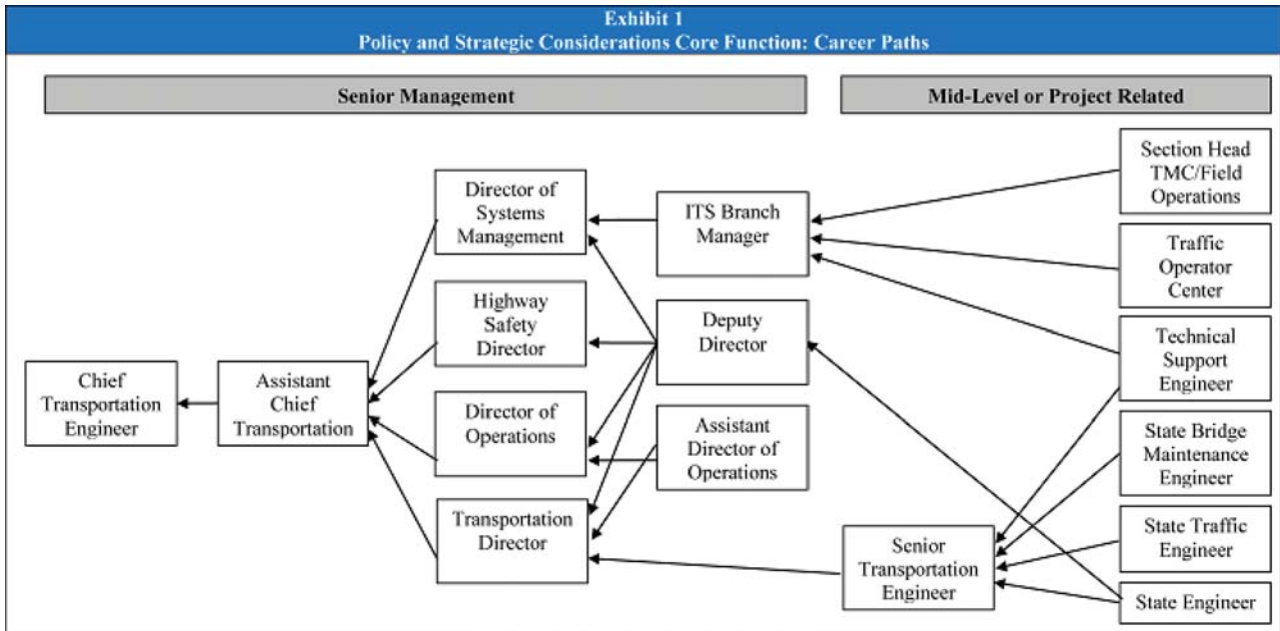 Exhibit 1
Policy and Strategic Considerations Core Function: Career Paths
Senior Management
Mid-Level or Project Related
Section Head
TMC/Field
Operations
Director of
Systems
Management
ITS Branch
Manager
Traffic
Operator
Center
Highway
Safety
Director
Deputy
Director
Technical
Support
Engineer
Chief
Transportation
Engineer
Assistant
Chief
Transportation
Director of
Operations
Assistant
Director of
Operations
State Bridge
Maintenance
Engineer
Transportation
Director
Senior
Transportation
Engineer
State Traffic
Engineer
State Engineer